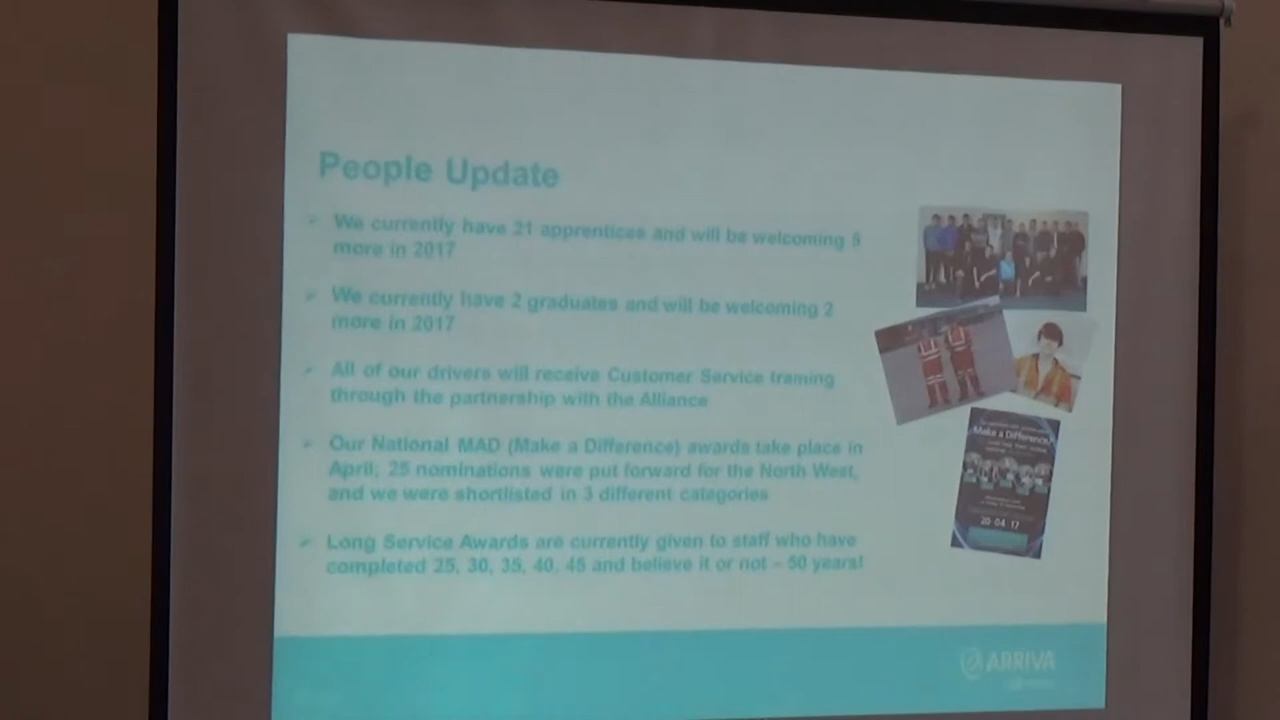 People Update
We currently have 21 apprentices and will be welcoming 5
more in 2017
We currently have 2 graduates and will be welcoming 2
more in 2017
All of our drivers will receive Customer Service training
through the partnership with the Alliance
Our National MAD (Make a Difference) awards take place in
April, 25 nominations were put forward for the North West,
and we were shortlisted in 3 different categories
Long Service Awards are currently given to staff who have
completed 25, 30, 35, 40, 45 and believe it or not – 50 years!
Make a Difference
20 04 17
ARRIVA